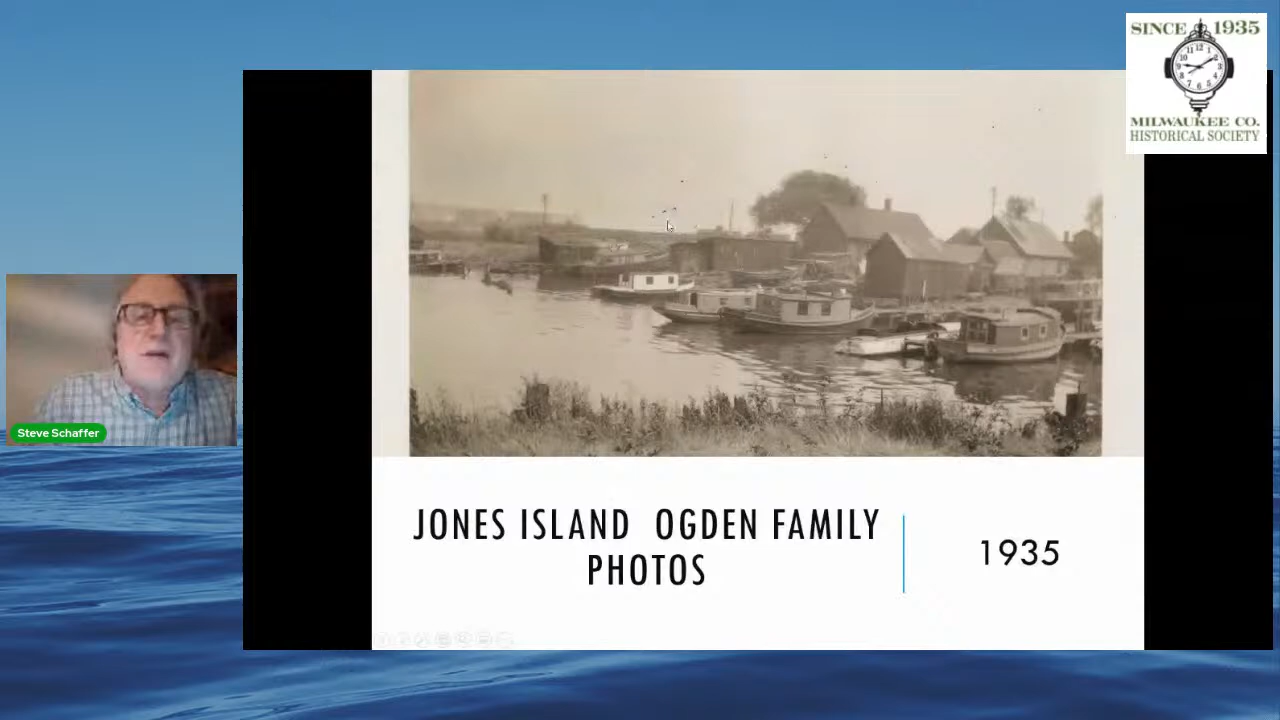 SINCE 1935
MILWAUKEE CO.
HISTORICAL SOCIETY
Steve Schaffer
JONES ISLAND OGDEN FAMILY
PHOTOS
1935